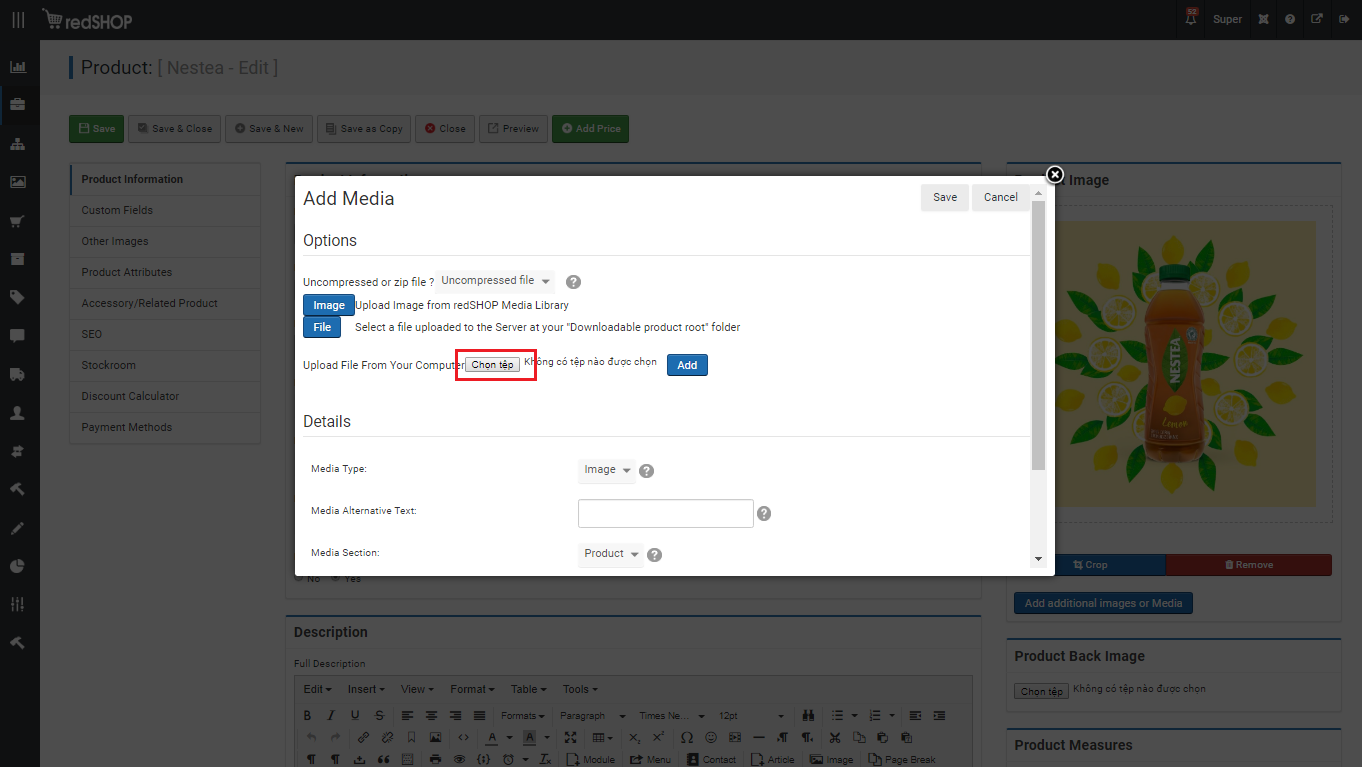 redSHOP
52
Super
Product: [ Nestea - Edit ]
Save
Save & Close
Save & New
Save as Copy
Close
Preview
Add Price
Product Information
Custom Fields
Other Images
Product Attributes
Accessory/Related Product
SEO
Stockroom
Discount Calculator
Payment Methods
Add Media
Save
Cancel
Options
Uncompressed or zip file ? Uncompressed file
Image Upload Image from redSHOP Media Library
File Select a file uploaded to the Server at your "Downloadable product root" folder
Upload File From Your Computer Chọn tệp Không có tệp nào được chọn Add
Details
Media Type: Image
Media Alternative Text:
Media Section: Product
No Yes
Description
Full Description
Edit Insert View Format Table Tools
B I U S Formats Paragraph Times Ne... 12pt
Module Menu Contact Article Image Page Break
Product Image
NESTEA
Lemon
Crop
Remove
Add additional images or Media
Product Back Image
Chọn tệp Không có tệp nào được chọn
Product Measures